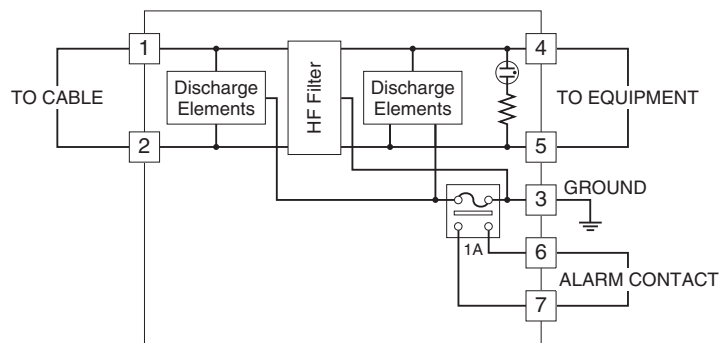 1
4
TO CABLE
Discharge
Elements
HF Filter
Discharge
Elements
TO EQUIPMENT
2
5
3
GROUND
1A
6
ALARM CONTACT
7